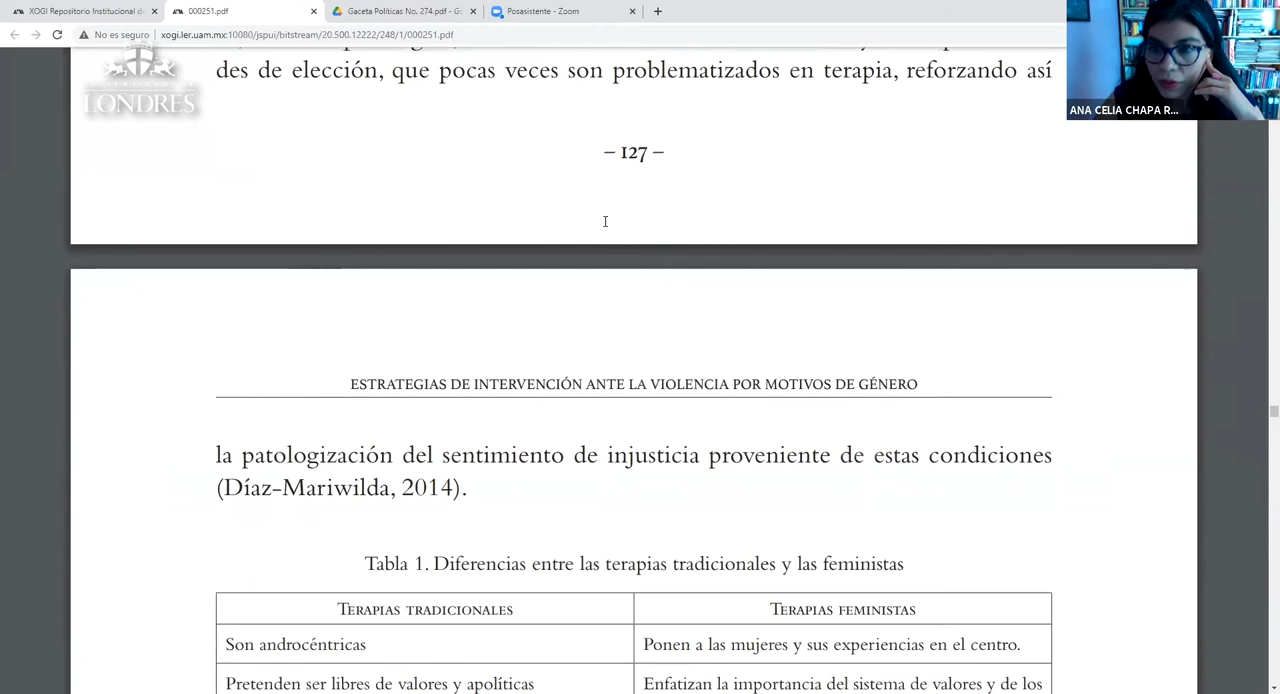 XOGI Repositorio Institucional d
000251.pdf
Gaceta Políticas No. 274.pdf - G
Posasistente - Zoom
No es seguro
xogi.ler.uam.mx:10080/jspui/bitstream/20.500.12222/248/1/000251.pdf
LONDRES
ANA CELIA CHAPA R...
des de elección, que pocas veces son problematizados en terapia, reforzando así
– 127 –
ESTRATEGIAS DE INTERVENCIÓN ANTE LA VIOLENCIA POR MOTIVOS DE GÉNERO
la patologización del sentimiento de injusticia proveniente de estas condiciones
(Díaz-Mariwilda, 2014).
Tabla 1. Diferencias entre las terapias tradicionales y las feministas
Terapias tradicionales
Terapias feministas
Son androcéntricas
Ponen a las mujeres y sus experiencias en el centro.
Pretenden ser libres de valores y apolíticas
Enfatizan la importancia del sistema de valores y de los